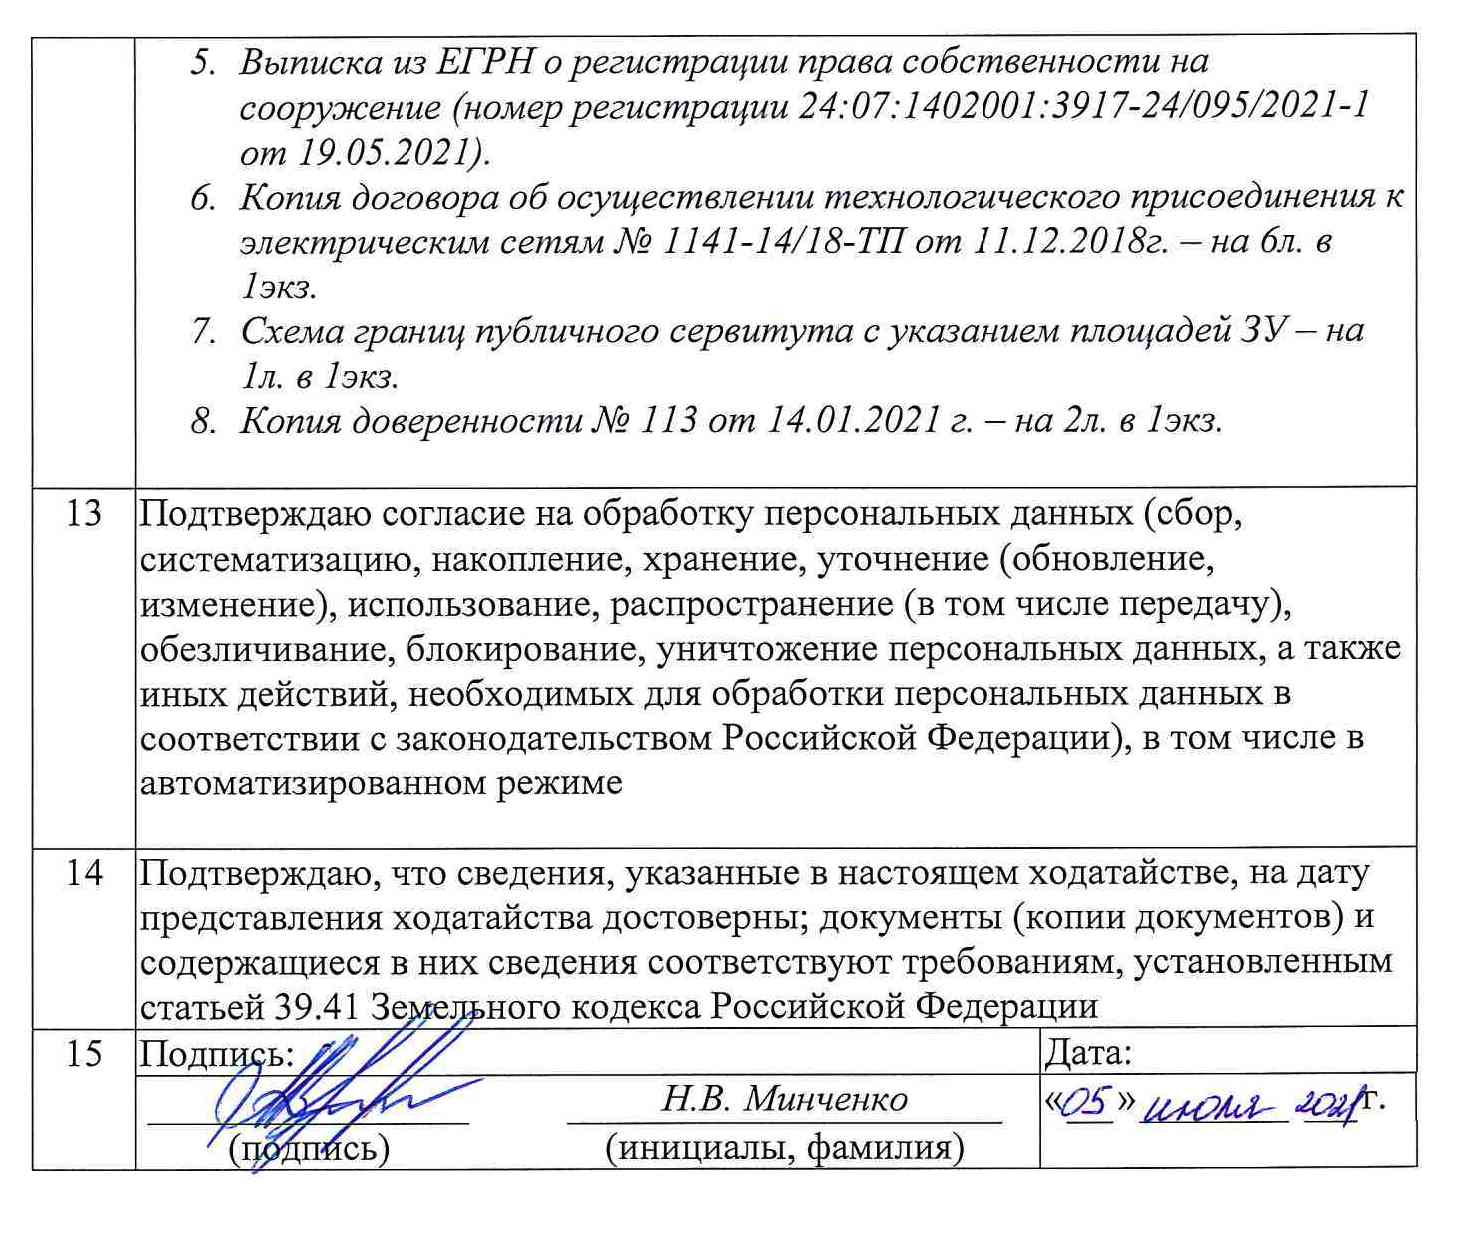 5. Выписка из ЕГРН о регистрации права собственности на
сооружение (номер регистрации 24:07:1402001:3917-24/095/2021-1
от 19.05.2021).
6. Копия договора об осуществлении технологического присоединения к
электрическим сетям № 1141-14/18-ТП от 11.12.2018г. – на 6л. в
1экз.
7. Схема границ публичного сервитута с указанием площадей ЗУ – на
1л. в 1экз.
8. Копия доверенности № 113 от 14.01.2021 г. – на 2л. в 1экз.
13 Подтверждаю согласие на обработку персональных данных (сбор,
систематизацию, накопление, хранение, уточнение (обновление,
изменение), использование, распространение (в том числе передачу),
обезличивание, блокирование, уничтожение персональных данных, а также
иных действий, необходимых для обработки персональных данных в
соответствии с законодательством Российской Федерации), в том числе в
автоматизированном режиме
14 Подтверждаю, что сведения, указанные в настоящем ходатайстве, на дату
представления ходатайства достоверны; документы (копии документов) и
содержащиеся в них сведения соответствуют требованиям, установленным
статьей 39.41 Земельного кодекса Российской Федерации
15 Подпись: Дата:
Н.В. Минченко «05» июля 2021г.
(подпись) (инициалы, фамилия)